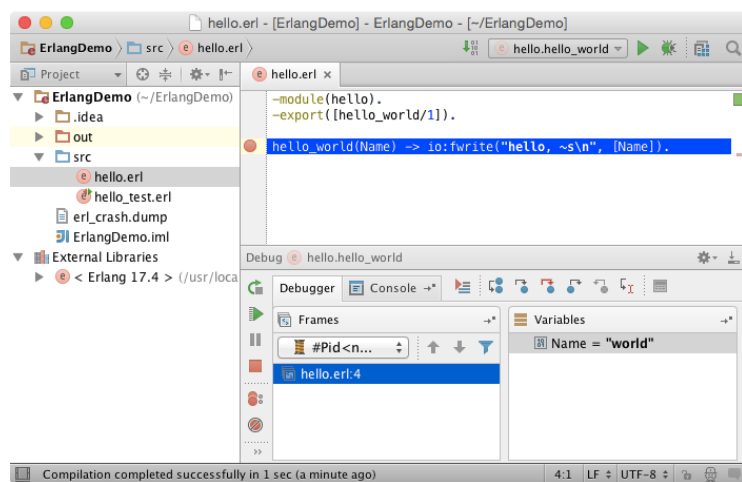 hello.erl - [ErlangDemo] - ErlangDemo - [~/ErlangDemo]
ErlangDemo src hello.erl hello.hello_world
Project
hello.erl ×
ErlangDemo (~/ErlangDemo)
.idea
out
src
hello.erl
hello_test.erl
erl_crash.dump
ErlangDemo.iml
External Libraries
< Erlang 17.4 > (/usr/loca
-module(hello).
-export([hello_world/1]).
hello_world(Name) -> io:fwrite("hello, ~s\n", [Name]).
Debug hello.hello_world
Debugger Console
Frames
#Pid<n...
hello.erl:4
Variables
Name = "world"
Compilation completed successfully in 1 sec (a minute ago) 4:1 LF UTF-8